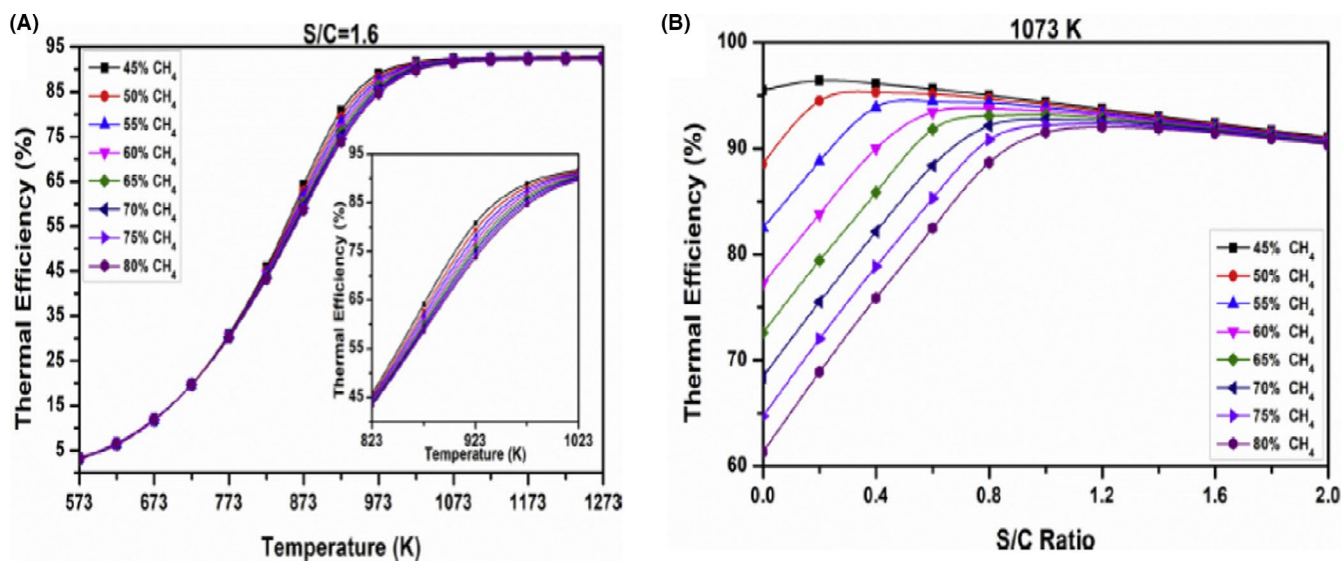 (A)
S/C=1.6
95
85
75
65
55
45
35
25
15
5
Thermal Efficiency (%)
45% CH4
50% CH4
55% CH4
60% CH4
65% CH4
70% CH4
75% CH4
80% CH4
95
85
75
65
55
45
Thermal Efficiency (%)
823 923 1023
Temperature (K)
573 673 773 873 973 1073 1173 1273
Temperature (K)
(B)
1073 K
100
90
80
70
60
Thermal Efficiency (%)
45% CH4
50% CH4
55% CH4
60% CH4
65% CH4
70% CH4
75% CH4
80% CH4
0.0 0.4 0.8 1.2 1.6 2.0
S/C Ratio